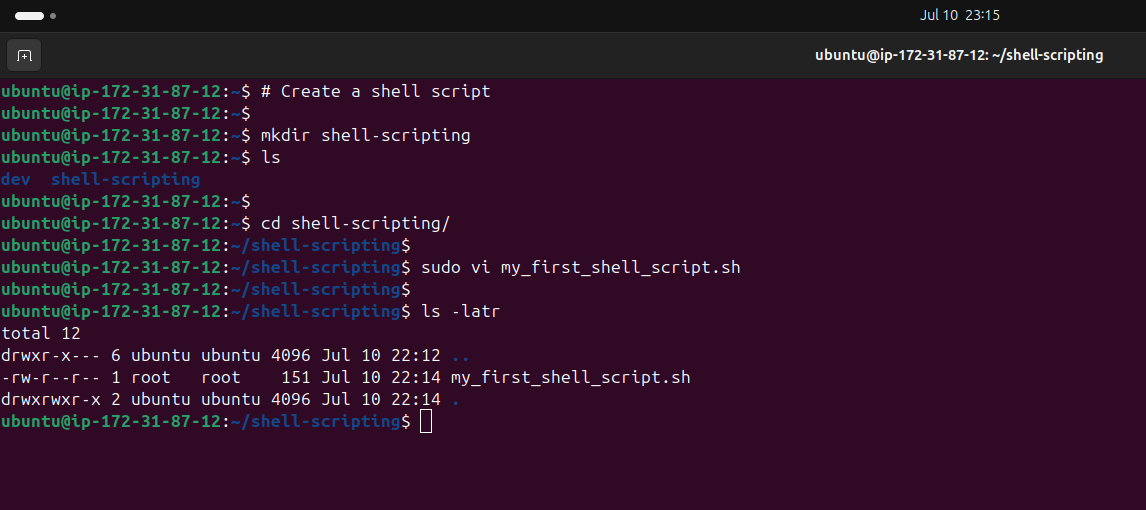 Jul 10 23:15
ubuntu@ip-172-31-87-12: ~/shell-scripting
ubuntu@ip-172-31-87-12:~$ # Create a shell script
ubuntu@ip-172-31-87-12:~$
ubuntu@ip-172-31-87-12:~$ mkdir shell-scripting
ubuntu@ip-172-31-87-12:~$ ls
dev  shell-scripting
ubuntu@ip-172-31-87-12:~$
ubuntu@ip-172-31-87-12:~$ cd shell-scripting/
ubuntu@ip-172-31-87-12:~/shell-scripting$
ubuntu@ip-172-31-87-12:~/shell-scripting$ sudo vi my_first_shell_script.sh
ubuntu@ip-172-31-87-12:~/shell-scripting$
ubuntu@ip-172-31-87-12:~/shell-scripting$ ls -latr
total 12
drwxr-x--- 6 ubuntu ubuntu 4096 Jul 10 22:12 ..
-rw-r--r-- 1 root   root    151 Jul 10 22:14 my_first_shell_script.sh
drwxrwxr-x 2 ubuntu ubuntu 4096 Jul 10 22:14 .
ubuntu@ip-172-31-87-12:~/shell-scripting$